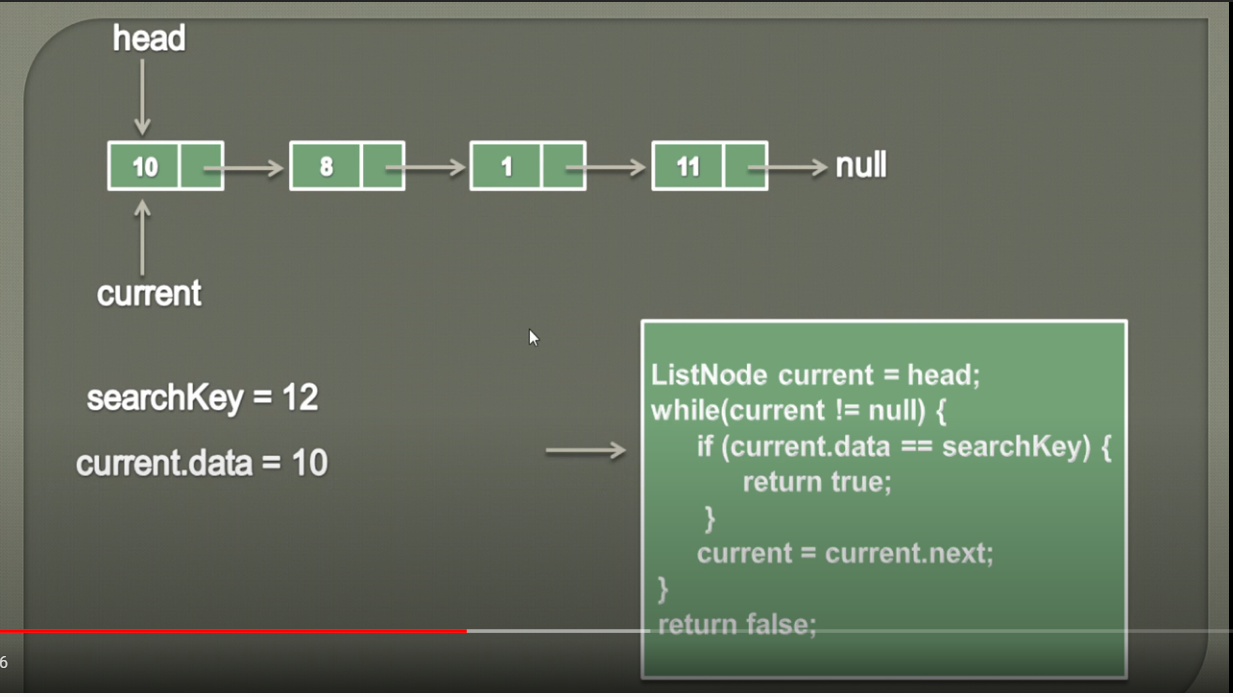 head
10 8 1 11 null
current
searchKey = 12
current.data = 10
ListNode current = head;
while(current != null) {
if (current.data == searchKey) {
return true;
}
current = current.next;
}
return false;
6